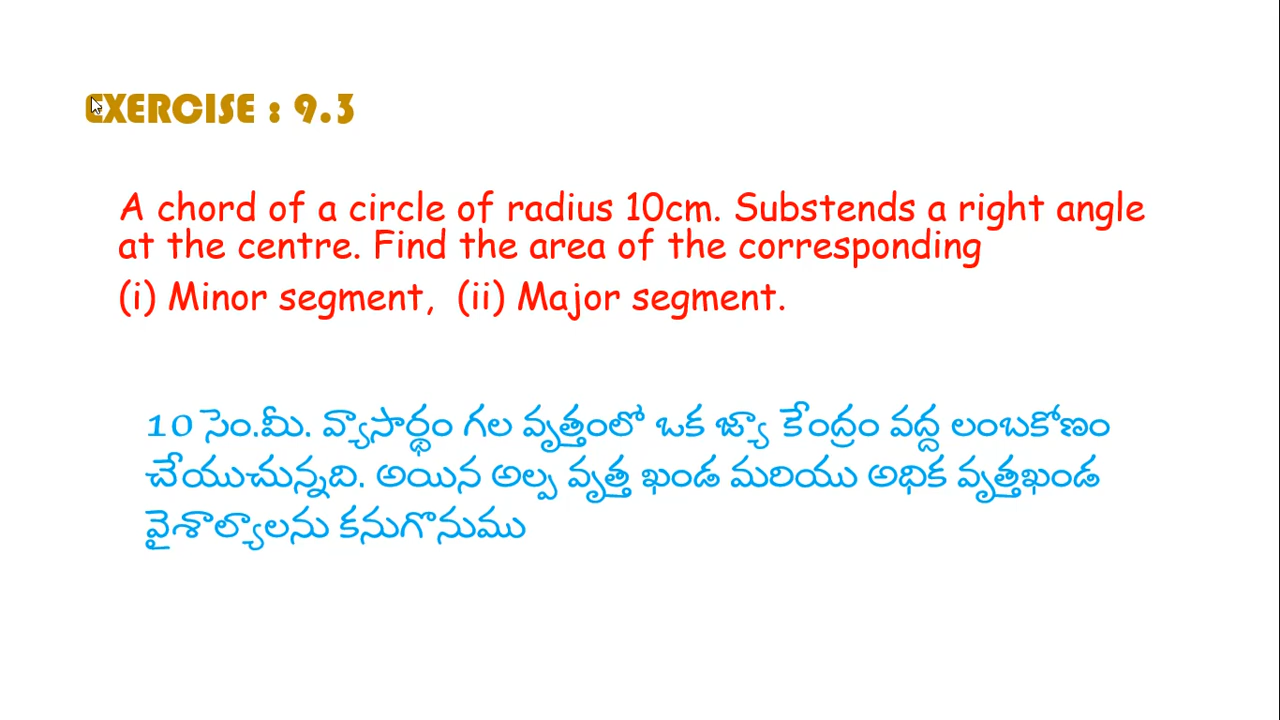 EXERCISE : 9.3
A chord of a circle of radius 10cm. Substends a right angle
at the centre. Find the area of the corresponding
(i) Minor segment, (ii) Major segment.
10 సెం.మీ. వ్యాసార్థం గల వృత్తంలో ఒక జ్యా కేంద్రం వద్ద లంబకోణం
చేయుచున్నది. అయిన అల్ప వృత్త ఖండ మరియు అధిక వృత్తఖండ
వైశాల్యాలను కనుగొనుము